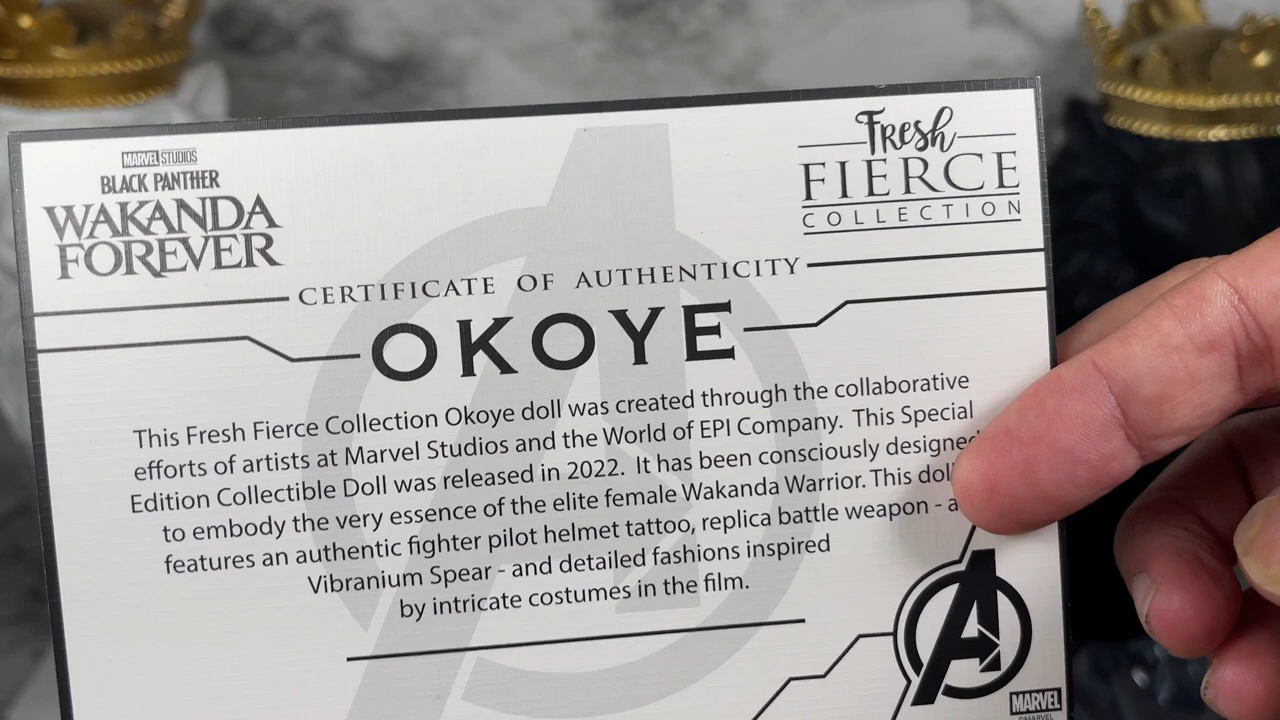 MARVEL STUDIOS
BLACK PANTHER
WAKANDA
FOREVER
Fresh
FIERCE
COLLECTION
CERTIFICATE OF AUTHENTICITY
OKOYE
This Fresh Fierce Collection Okoye doll was created through the collaborative
efforts of artists at Marvel Studios and the World of EPI Company. This Special
Edition Collectible Doll was released in 2022. It has been consciously designed
to embody the very essence of the elite female Wakanda Warrior. This doll
features an authentic fighter pilot helmet tattoo, replica battle weapon - a
Vibranium Spear - and detailed fashions inspired
by intricate costumes in the film.
MARVEL
©MARVEL